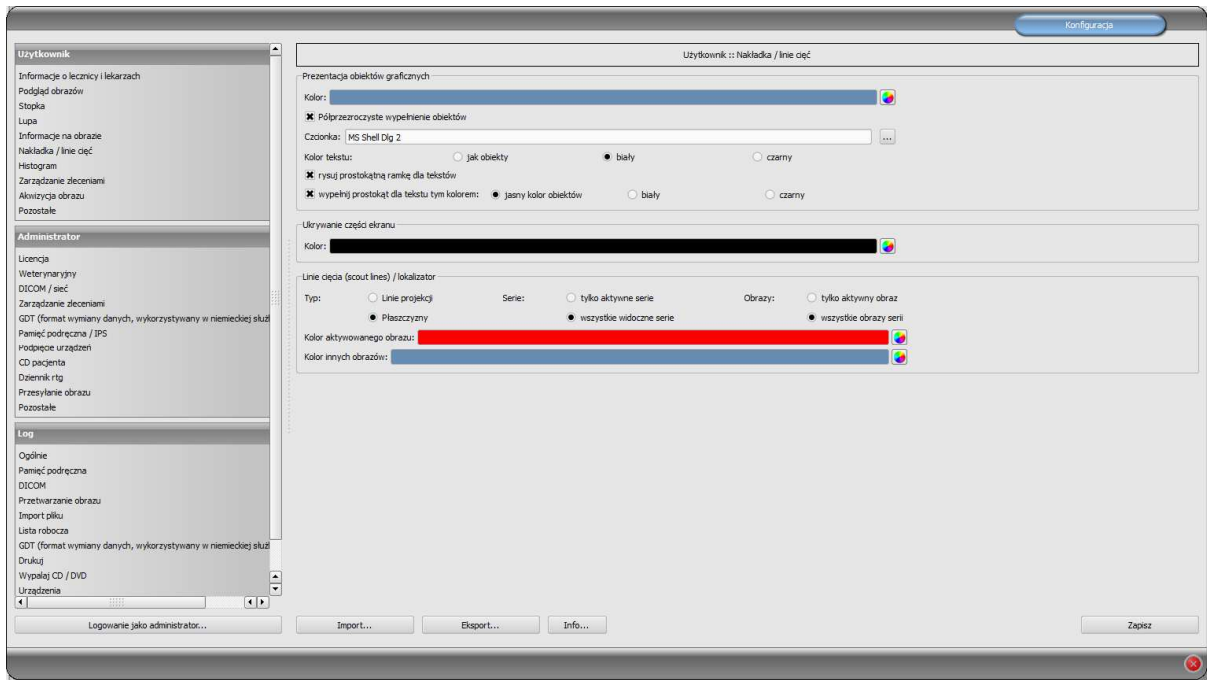 Konfiguracja
Użytkownik
Informacje o lecznicy i lekarzach
Podgląd obrazów
Stopka
Lupa
Informacje na obrazie
Nakładka / linie cięć
Histogram
Zarządzanie zleceniami
Akwizycja obrazu
Pozostałe
Administrator
Licencja
Weterynaryjny
DICOM / sieć
Zarządzanie zleceniami
GDT (format wymiany danych, wykorzystywany w niemieckiej służ
Pamięć podręczna / IPS
Podpięcie urządzeń
CD pacjenta
Dziennik rtg
Przesyłanie obrazu
Pozostałe
Log
Ogólnie
Pamięć podręczna
DICOM
Przetwarzanie obrazu
Import pliku
Lista robocza
GDT (format wymiany danych, wykorzystywany w niemieckiej służ
Drukuj
Wypalaj CD / DVD
Urządzenia
Logowanie jako administrator...
Użytkownik :: Nakładka / linie cięć
Prezentacja obiektów graficznych
Kolor:
Półprzezroczyste wypełnienie obiektów
Czcionka: MS Shell Dlg 2 ...
Kolor tekstu: jak obiekty biały czarny
rysuj prostokątną ramkę dla tekstów
wypełnij prostokąt dla tekstu tym kolorem: jasny kolor obiektów biały czarny
Ukrywanie części ekranu
Kolor:
Linie cięcia (scout lines) / lokalizator
Typ: Linie projekcji Serie: tylko aktywne serie Obrazy: tylko aktywny obraz
Płaszczyzny wszystkie widoczne serie wszystkie obrazy serii
Kolor aktywowanego obrazu:
Kolor innych obrazów:
Import... Eksport... Info... Zapisz